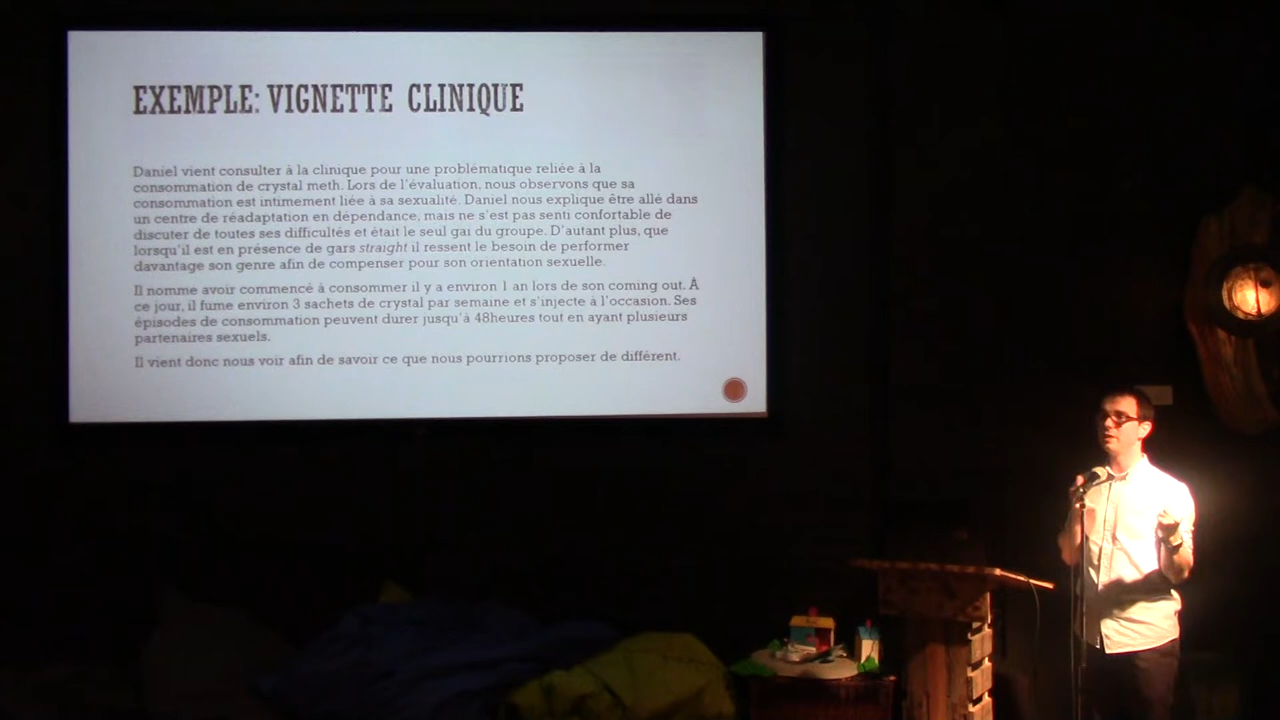 EXEMPLE: VIGNETTE CLINIQUE
Daniel vient consulter à la clinique pour une problématique reliée à la
consommation de crystal meth. Lors de l'évaluation, nous observons que sa
consommation est intimement liée à sa sexualité. Daniel nous explique être allé dans
un centre de réadaptation en dépendance, mais ne s'est pas senti confortable de
discuter de toutes ses difficultés et était le seul gai du groupe. D'autant plus, que
lorsqu'il est en présence de gars straight il ressent le besoin de performer
davantage son genre afin de compenser pour son orientation sexuelle.
Il nomme avoir commencé à consommer il y a environ 1 an lors de son coming out. À
ce jour, il fume environ 3 sachets de crystal par semaine et s'injecte à l'occasion. Ses
épisodes de consommation peuvent durer jusqu'à 48heures tout en ayant plusieurs
partenaires sexuels.
Il vient donc nous voir afin de savoir ce que nous pourrions proposer de différent.